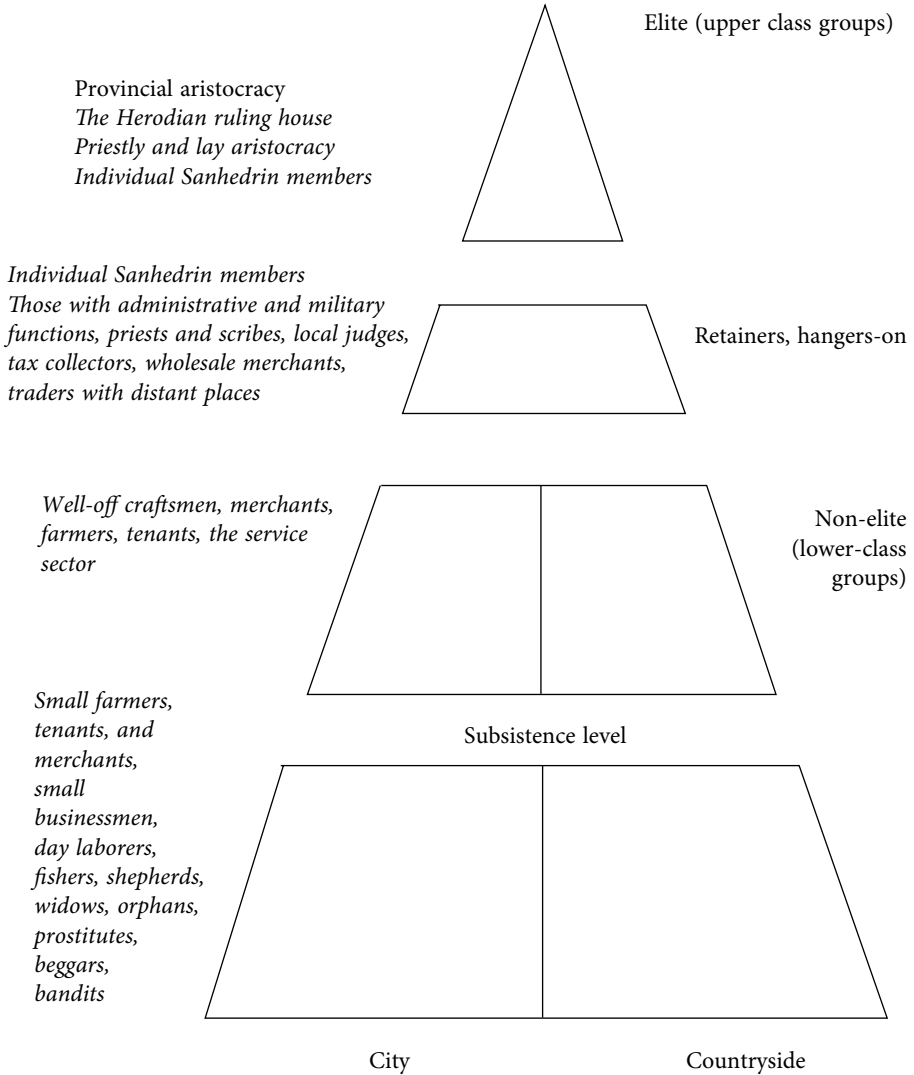 Elite (upper class groups)
Provincial aristocracy
The Herodian ruling house
Priestly and lay aristocracy
Individual Sanhedrin members
Individual Sanhedrin members
Those with administrative and military
functions, priests and scribes, local judges,
tax collectors, wholesale merchants,
traders with distant places
Retainers, hangers-on
Well-off craftsmen, merchants,
farmers, tenants, the service
sector
Non-elite
(lower-class
groups)
Small farmers,
tenants, and
merchants,
small
businessmen,
day laborers,
fishers, shepherds,
widows, orphans,
prostitutes,
beggars,
bandits
Subsistence level
City
Countryside